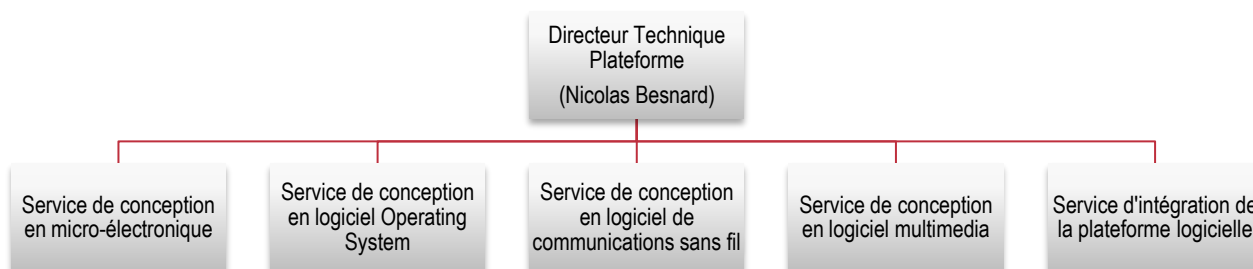 Directeur Technique
Plateforme
(Nicolas Besnard)
Service de conception
en micro-électronique
Service de conception
en logiciel Operating
System
Service de conception
en logiciel de
communications sans fil
Service de conception
en logiciel multimedia
Service d'intégration de
la plateforme logicielle